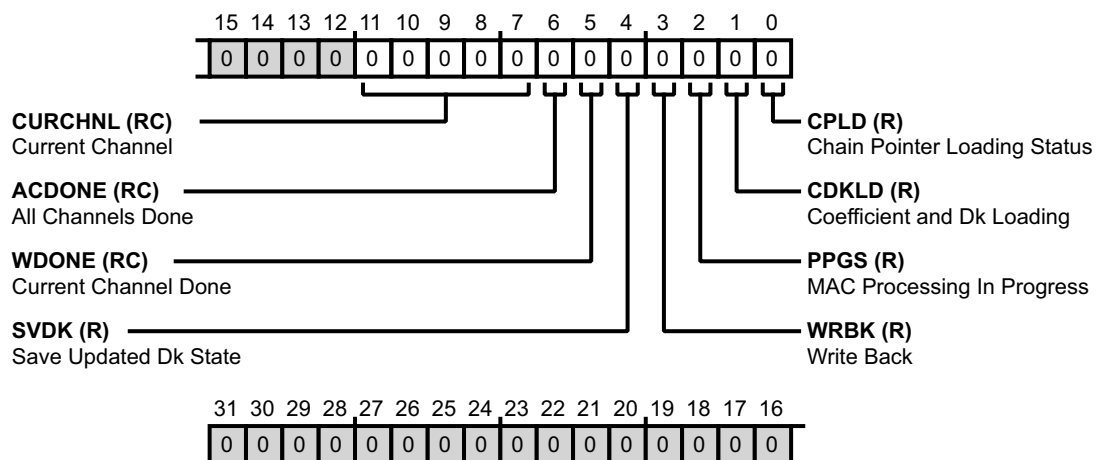 15 14 13 12 11 10 9 8 7 6 5 4 3 2 1 0
0 0 0 0 0 0 0 0 0 0 0 0 0 0 0 0
CURCHNL (RC)
Current Channel
ACDONE (RC)
All Channels Done
WDONE (RC)
Current Channel Done
SVDK (R)
Save Updated Dk State
CPLD (R)
Chain Pointer Loading Status
CDKLD (R)
Coefficient and Dk Loading
PPGS (R)
MAC Processing In Progress
WRBK (R)
Write Back
31 30 29 28 27 26 25 24 23 22 21 20 19 18 17 16
0 0 0 0 0 0 0 0 0 0 0 0 0 0 0 0